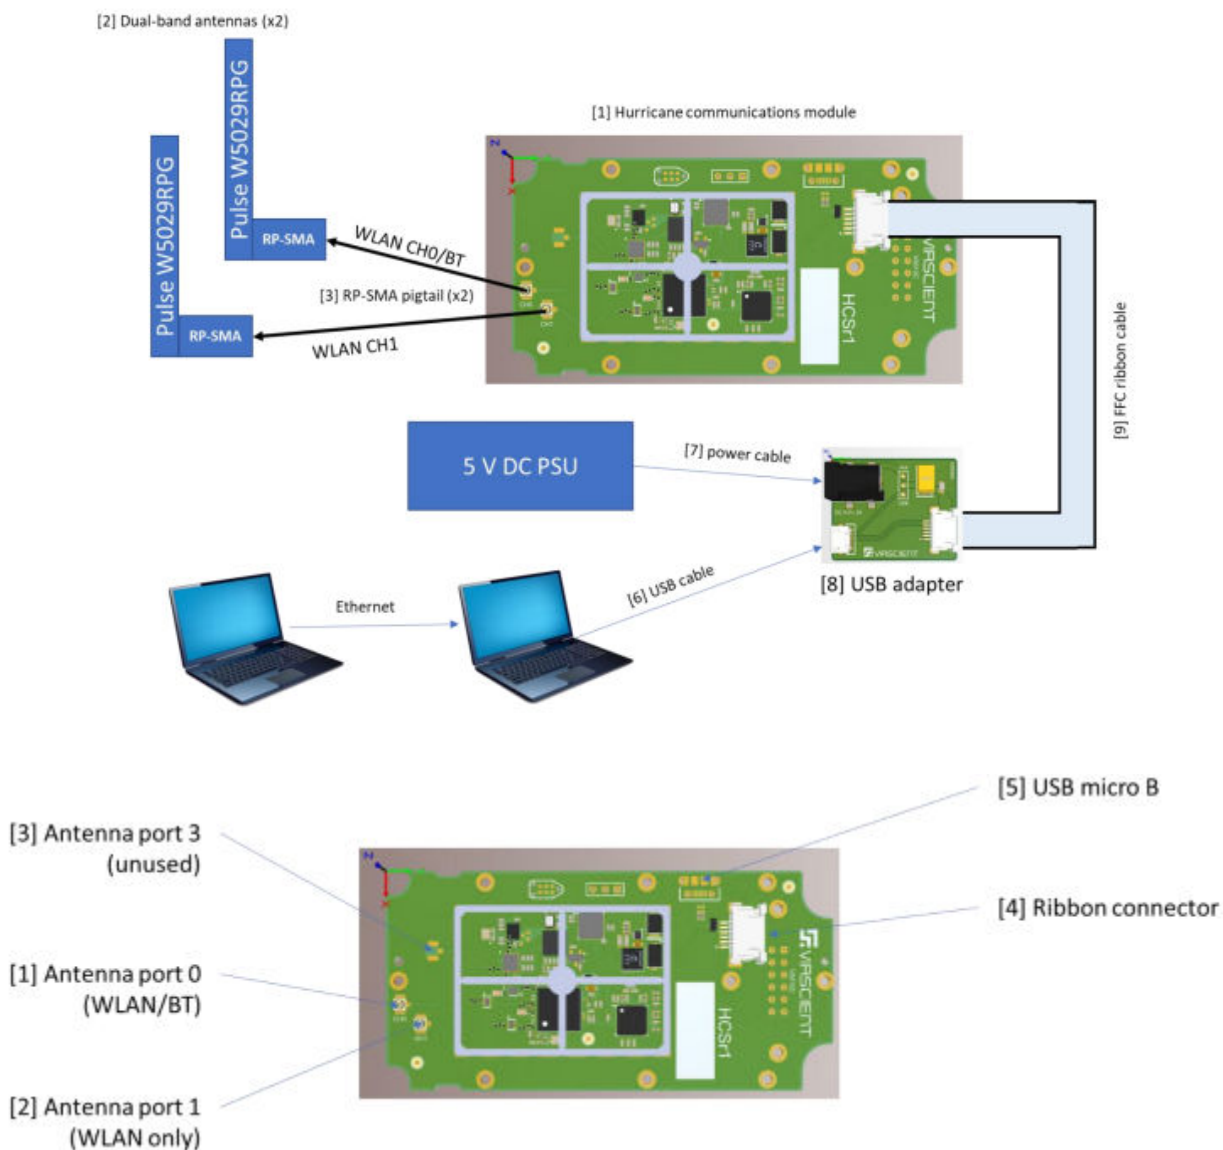 [2] Dual-band antennas (x2)
Pulse W5029RPG
RP-SMA
Pulse W5029RPG
RP-SMA
WLAN CH0/BT
[3] RP-SMA pigtail (x2)
WLAN CH1
[1] Hurricane communications module
Z
X
HCSr1
VIRSCIENT
[9] FFC ribbon cable
5 V DC PSU
[7] power cable
VIRSCIENT
[8] USB adapter
[6] USB cable
Ethernet
[5] USB micro B
[3] Antenna port 3
(unused)
[4] Ribbon connector
[1] Antenna port 0
(WLAN/BT)
[2] Antenna port 1
(WLAN only)
Z
X
HCSr1
VIRSCIENT